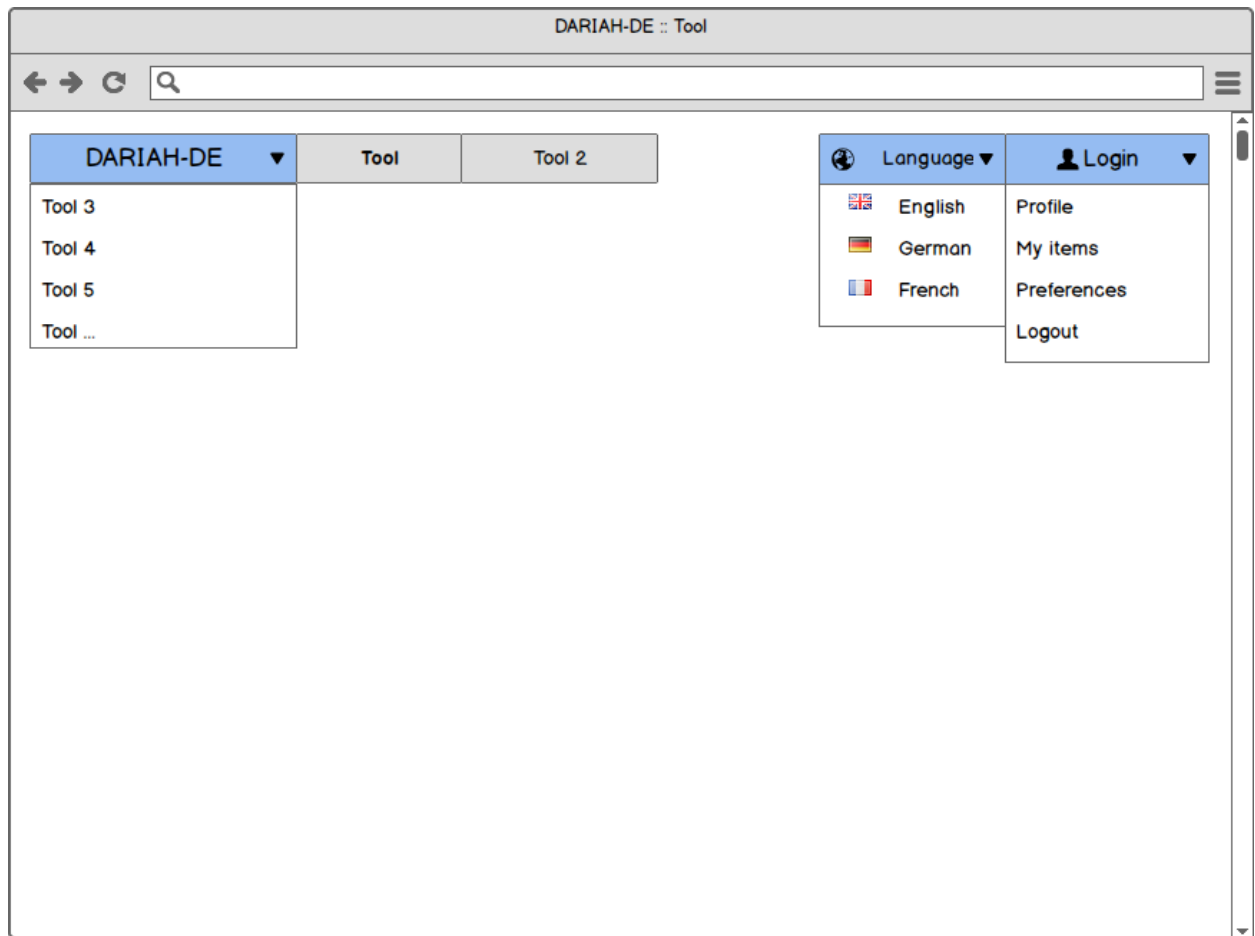 DARIAH-DE :: Tool
DARIAH-DE Tool Tool 2 Language Login
Tool 3
Tool 4
Tool 5
Tool ...
English
German
French
Profile
My items
Preferences
Logout